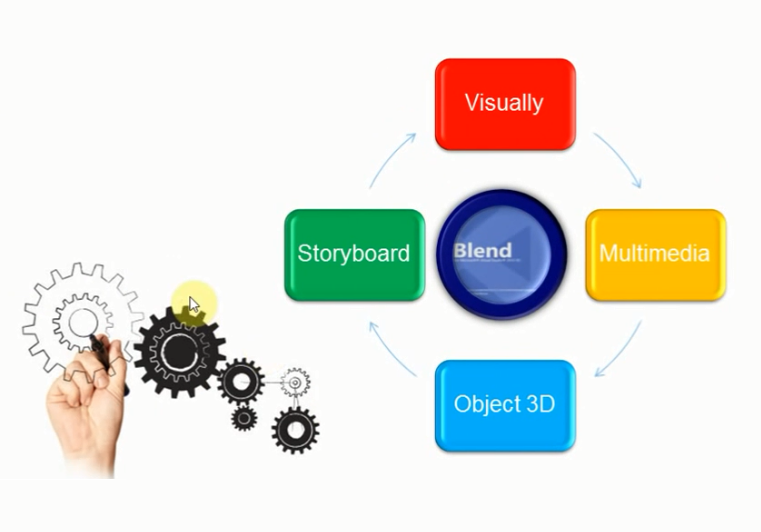 Visually
Storyboard
Blend
Multimedia
Object 3D